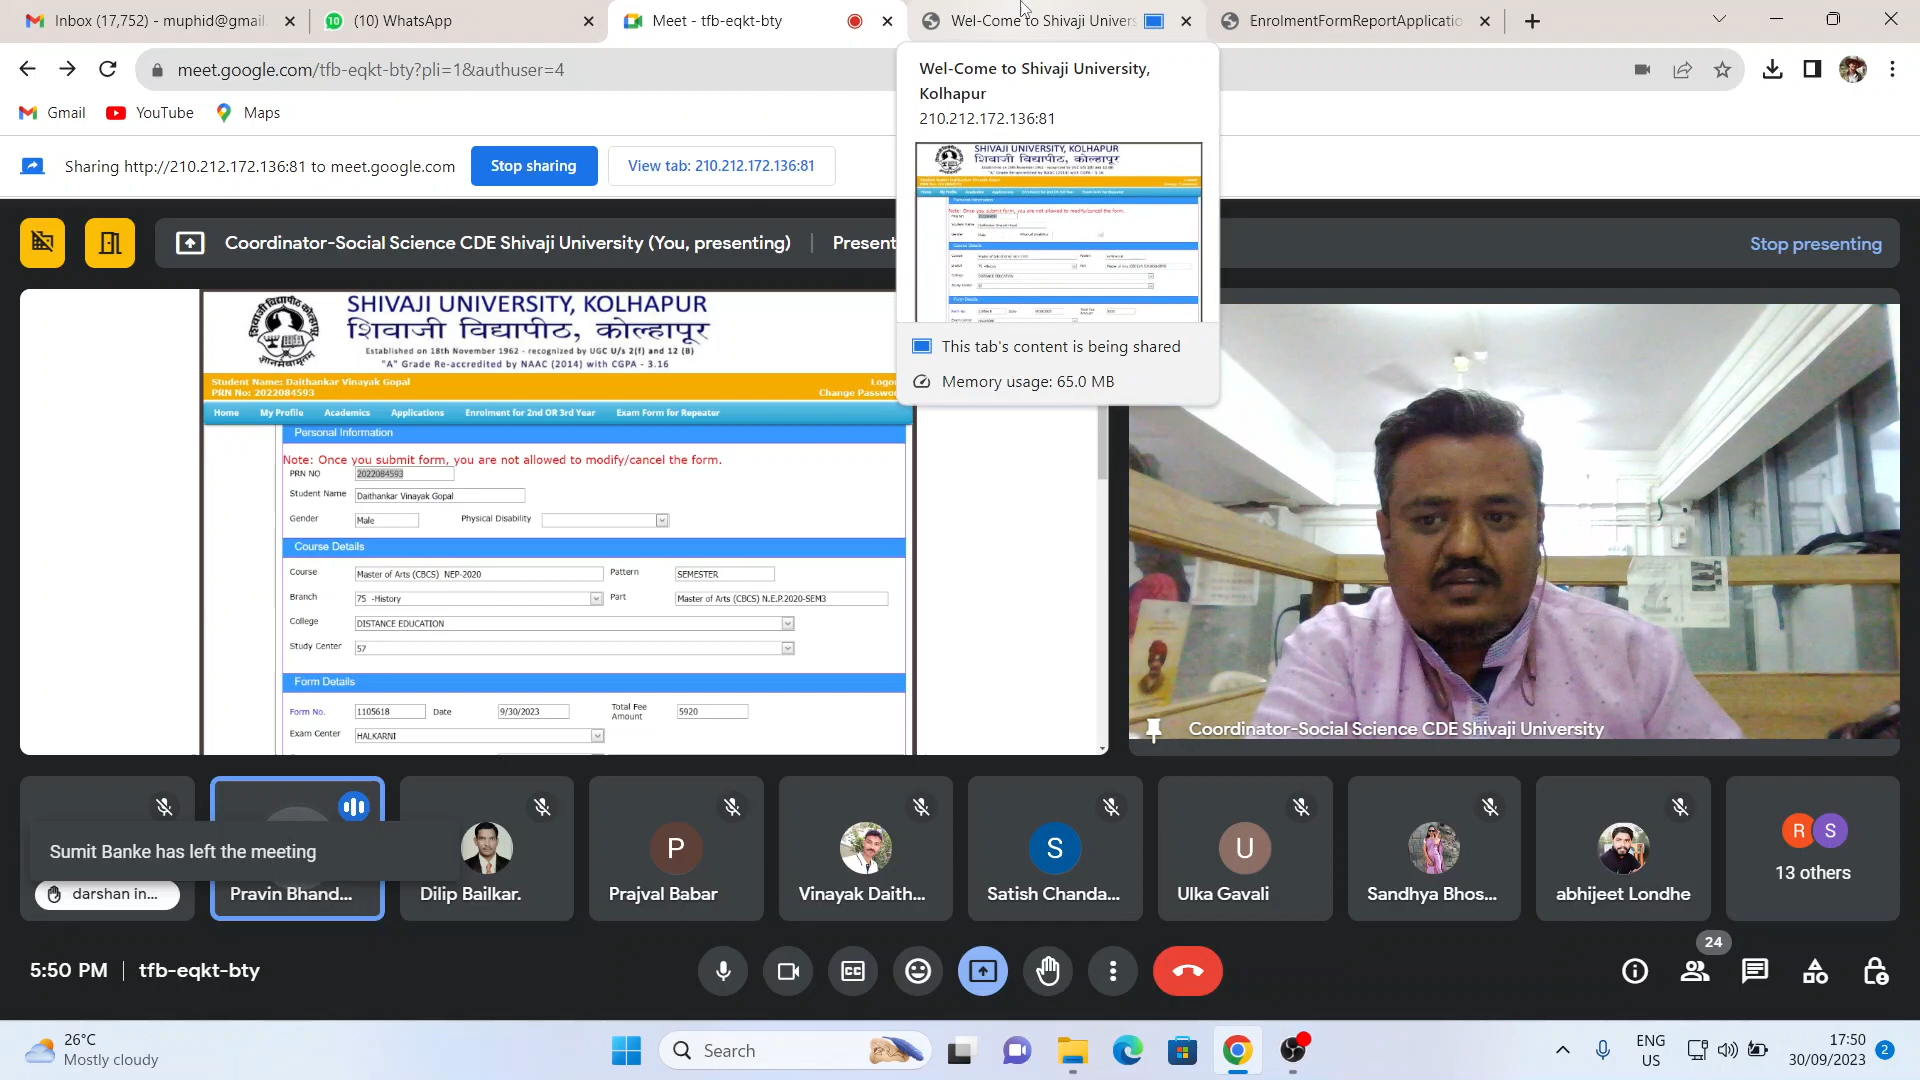 Inbox (17,752) - muphid@gmail.
(10) WhatsApp
Meet - tfb-eqkt-bty
Wel-Come to Shivaji Univers
EnrolmentFormReportApplicatio
meet.google.com/tfb-eqkt-bty?pli=1&authuser=4
Gmail
YouTube
Maps
Wel-Come to Shivaji University,
Kolhapur
210.212.172.136:81
SHIVAJI UNIVERSITY, KOLHAPUR
शिवाजी विद्यापीठ, कोल्हापूर
This tab's content is being shared
Memory usage: 65.0 MB
Sharing http://210.212.172.136:81 to meet.google.com
Stop sharing
View tab: 210.212.172.136:81
Coordinator-Social Science CDE Shivaji University (You, presenting)
Present
Stop presenting
SHIVAJI UNIVERSITY, KOLHAPUR
शिवाजी विद्यापीठ, कोल्हापूर
Established on 18th November 1962 - recognized by UGC U/s 2(f) and 12 (B)
"A" Grade Re-accredited by NAAC (2014) with CGPA - 3.16
Student Name: Daithankar Vinayak Gopal
Logo
PRN No: 2022084593
Change Passwo
Home My Profile Academics Applications Enrolment for 2nd OR 3rd Year Exam Form for Repeater
Personal Information
Note: Once you submit form, you are not allowed to modify/cancel the form.
PRN NO 2022084593
Student Name Daithankar Vinayak Gopal
Gender Male Physical Disability
Course Details
Course Master of Arts (CBCS) NEP-2020 Pattern SEMESTER
Branch 75 -History Part Master of Arts (CBCS) N.E.P.2020-SEM3
College DISTANCE EDUCATION
Study Center 57
Form Details
Form No. 1105618 Date 9/30/2023 Total Fee Amount 5920
Exam Center HALKARNI
Coordinator-Social Science CDE Shivaji University
Sumit Banke has left the meeting
darshan in...
Pravin Bhand...
Dilip Bailkar.
P
Prajval Babar
Vinayak Daith...
S
Satish Chanda...
U
Ulka Gavali
Sandhya Bhos...
abhijeet Londhe
R S
13 others
5:50 PM | tfb-eqkt-bty
CC
24
26°C
Mostly cloudy
Search
ENG
US
17:50
30/09/2023
2